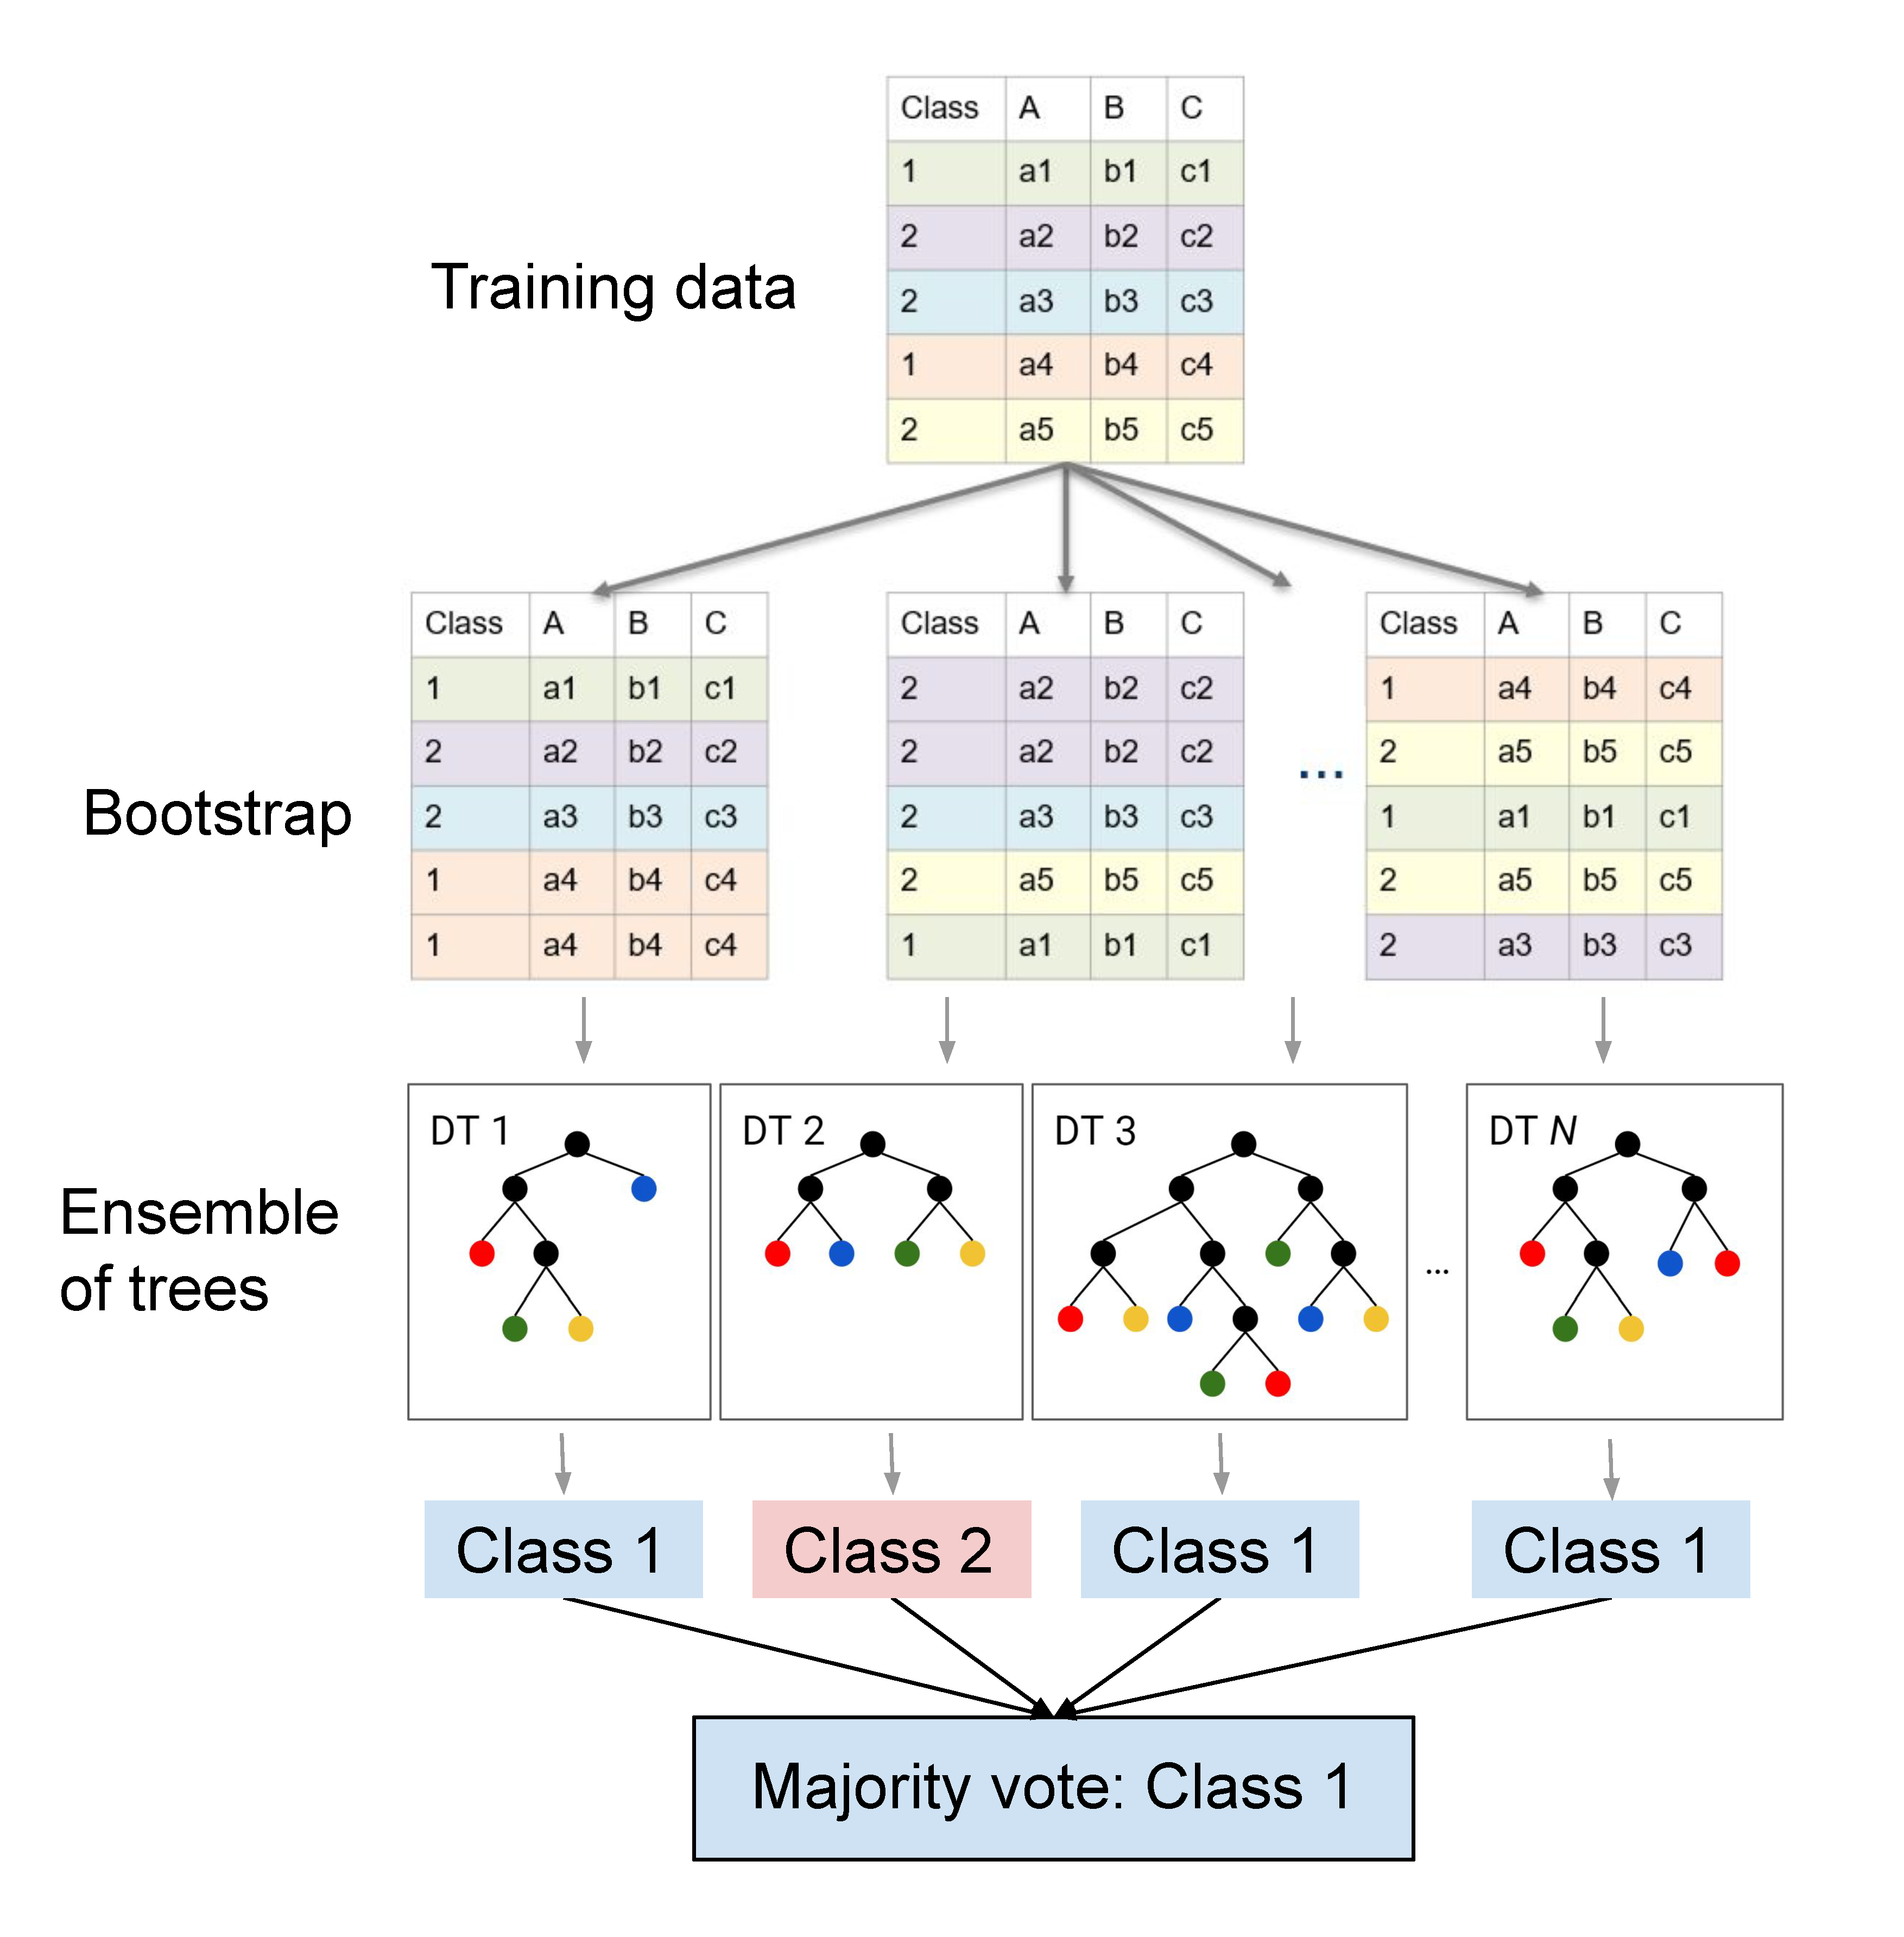 Training data
Class A B C
1 a1 b1 c1
2 a2 b2 c2
2 a3 b3 c3
1 a4 b4 c4
2 a5 b5 c5
Bootstrap
Class A B C
1 a1 b1 c1
2 a2 b2 c2
2 a3 b3 c3
1 a4 b4 c4
1 a4 b4 c4
Class A B C
2 a2 b2 c2
2 a2 b2 c2
2 a3 b3 c3
2 a5 b5 c5
1 a1 b1 c1
...
Class A B C
1 a4 b4 c4
2 a5 b5 c5
1 a1 b1 c1
2 a5 b5 c5
2 a3 b3 c3
Ensemble
of trees
DT 1
DT 2
DT 3
...
DT N
Class 1
Class 2
Class 1
Class 1
Majority vote: Class 1